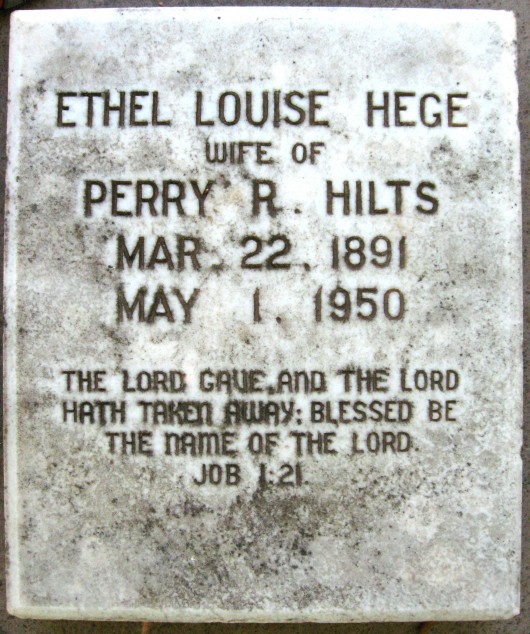 ETHEL LOUISE HEGE
WIFE OF
PERRY R. HILTS
MAR. 22. 1891
MAY 1. 1950
THE LORD GAVE, AND THE LORD
HATH TAKEN AWAY: BLESSED BE
THE NAME OF THE LORD.
JOB 1:21.